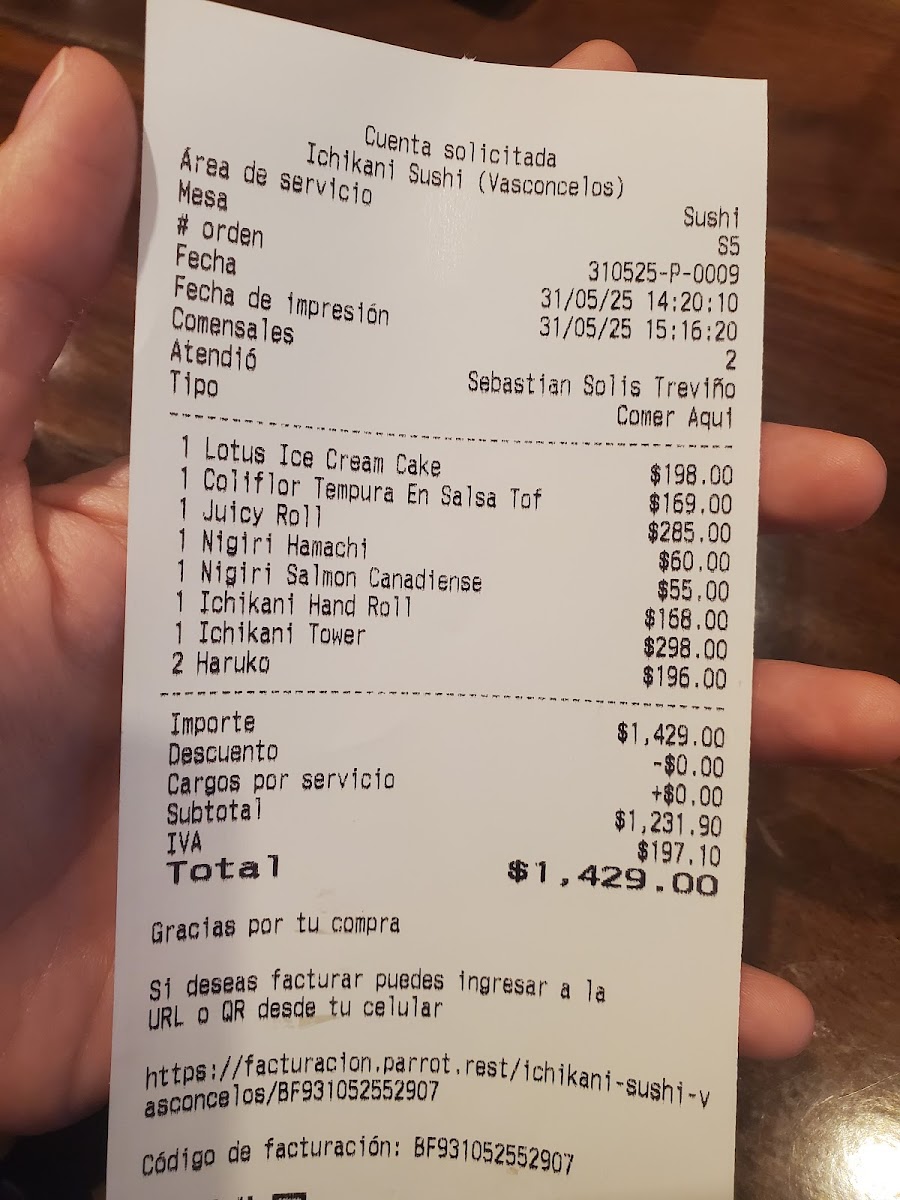 Cuenta solicitada
Ichikani Sushi (Vasconcelos)
Área de servicio Sushi
Mesa S5
# orden 310525-P-0009
Fecha 31/05/25 14:20:10
Fecha de impresión 31/05/25 15:16:20
Comensales 2
Atendió Sebastian Solis Treviño
Tipo Comer Aqui
1 Lotus Ice Cream Cake $198.00
1 Coliflor Tempura En Salsa Tof $169.00
1 Juicy Roll $285.00
1 Nigiri Hamachi $60.00
1 Nigiri Salmon Canadiense $55.00
1 Ichikani Hand Roll $168.00
1 Ichikani Tower $298.00
2 Haruko $196.00
Importe $1,429.00
Descuento -$0.00
Cargos por servicio +$0.00
Subtotal $1,231.90
IVA $197.10
Total $1,429.00
Gracias por tu compra
Si deseas facturar puedes ingresar a la
URL o QR desde tu celular
https://facturacion.parrot.rest/ichikani-sushi-v
asconcelos/BF931052552907
Código de facturación: BF931052552907